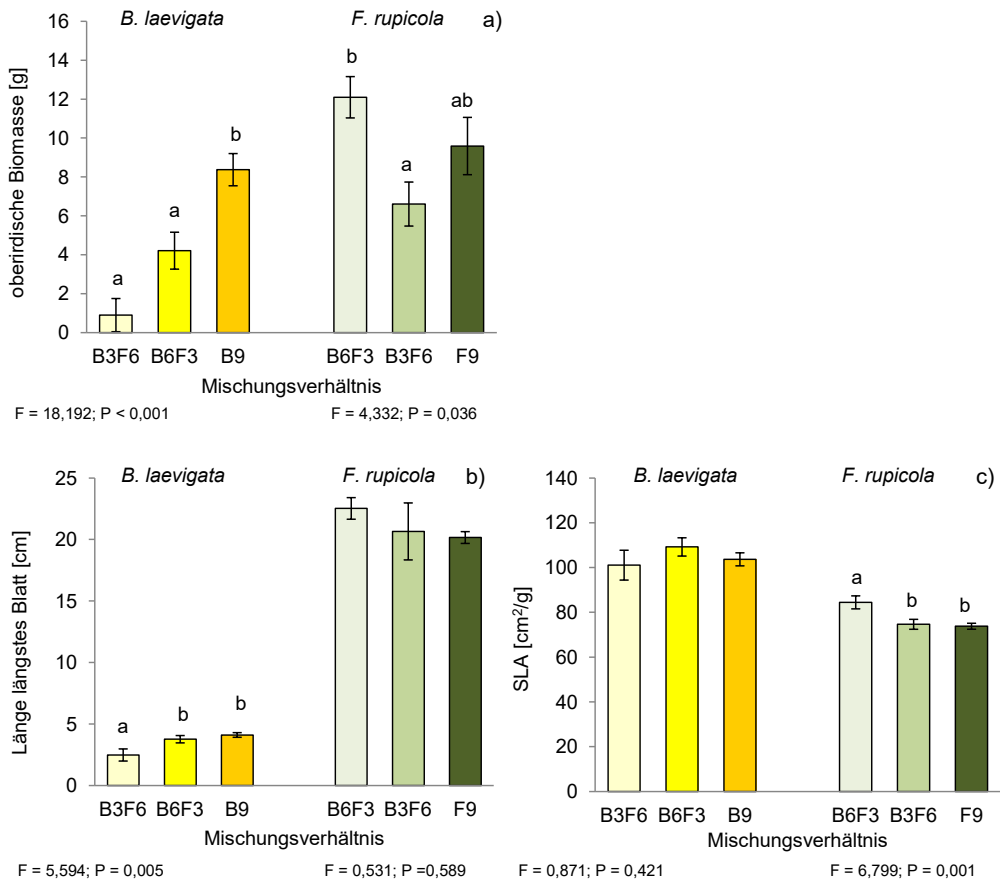 B. laevigata F. rupicola a)
oberirdische Biomasse [g]
16
14
12
10
8
6
4
2
0
a
a
b
b
a
ab
B3F6 B6F3 B9 B6F3 B3F6 F9
Mischungsverhältnis
F = 18,192; P < 0,001 F = 4,332; P = 0,036
B. laevigata F. rupicola b)
Länge längstes Blatt [cm]
25
20
15
10
5
0
a
b
b
B3F6 B6F3 B9 B6F3 B3F6 F9
Mischungsverhältnis
F = 5,594; P = 0,005 F = 0,531; P =0,589
B. laevigata F. rupicola c)
SLA [cm²/g]
140
120
100
80
60
40
20
0
a
b
b
B3F6 B6F3 B9 B6F3 B3F6 F9
Mischungsverhältnis
F = 0,871; P = 0,421 F = 6,799; P = 0,001